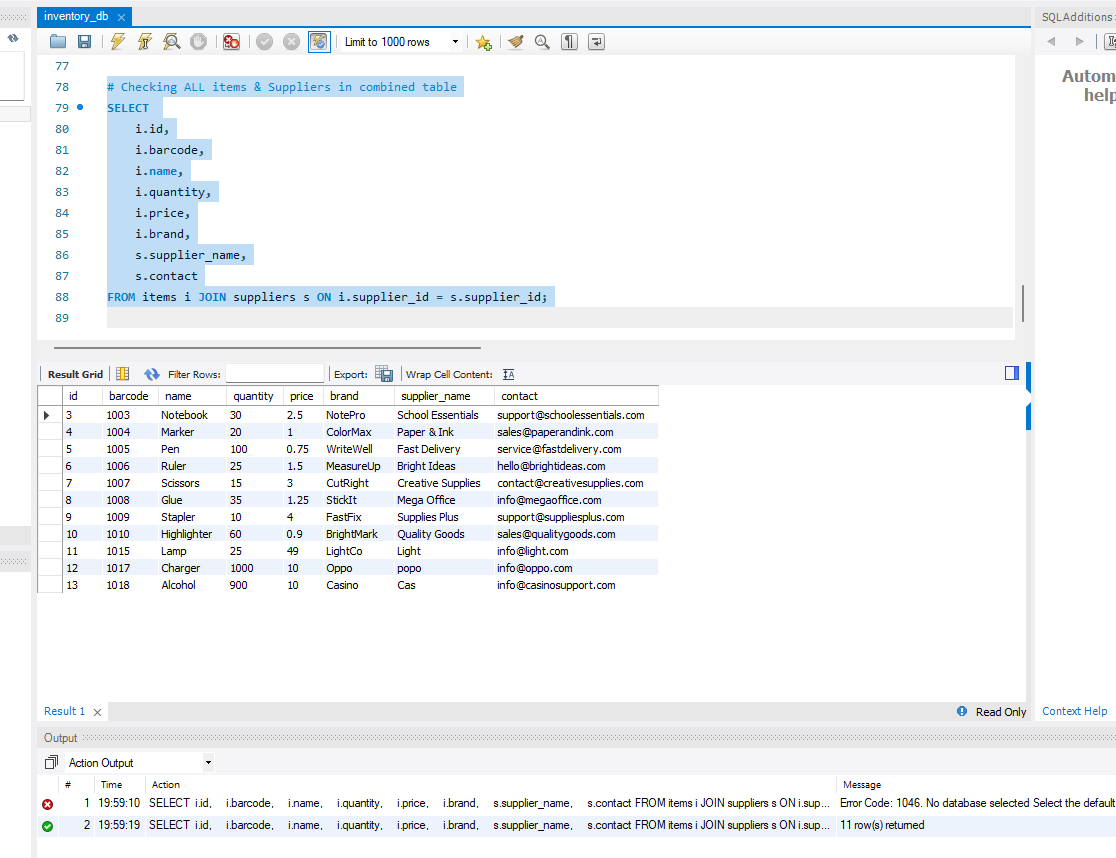 inventory_db
SQLAdditions
Limit to 1000 rows
Autom
help
77
78 # Checking ALL items & Suppliers in combined table
79 SELECT
80 i.id,
81 i.barcode,
82 i.name,
83 i.quantity,
84 i.price,
85 i.brand,
86 s.supplier_name,
87 s.contact
88 FROM items i JOIN suppliers s ON i.supplier_id = s.supplier_id;
89
Result Grid Filter Rows: Export: Wrap Cell Content:
id barcode name quantity price brand supplier_name contact
3 1003 Notebook 30 2.5 NotePro School Essentials support@schoolessentials.com
4 1004 Marker 20 1 ColorMax Paper & Ink sales@paperandink.com
5 1005 Pen 100 0.75 WriteWell Fast Delivery service@fastdelivery.com
6 1006 Ruler 25 1.5 MeasureUp Bright Ideas hello@brightideas.com
7 1007 Scissors 15 3 CutRight Creative Supplies contact@creativesupplies.com
8 1008 Glue 35 1.25 StickIt Mega Office info@megaoffice.com
9 1009 Stapler 10 4 FastFix Supplies Plus support@suppliesplus.com
10 1010 Highlighter 60 0.9 BrightMark Quality Goods sales@qualitygoods.com
11 1015 Lamp 25 49 LightCo Light info@light.com
12 1017 Charger 1000 10 Oppo popo info@oppo.com
13 1018 Alcohol 900 10 Casino Cas info@casinosupport.com
Result 1 Read Only Context Help
Output
Action Output
# Time Action Message
1 19:59:10 SELECT i.id, i.barcode, i.name, i.quantity, i.price, i.brand, s.supplier_name, s.contact FROM items i JOIN suppliers s ON i.sup... Error Code: 1046. No database selected Select the default
2 19:59:19 SELECT i.id, i.barcode, i.name, i.quantity, i.price, i.brand, s.supplier_name, s.contact FROM items i JOIN suppliers s ON i.sup... 11 row(s) returned